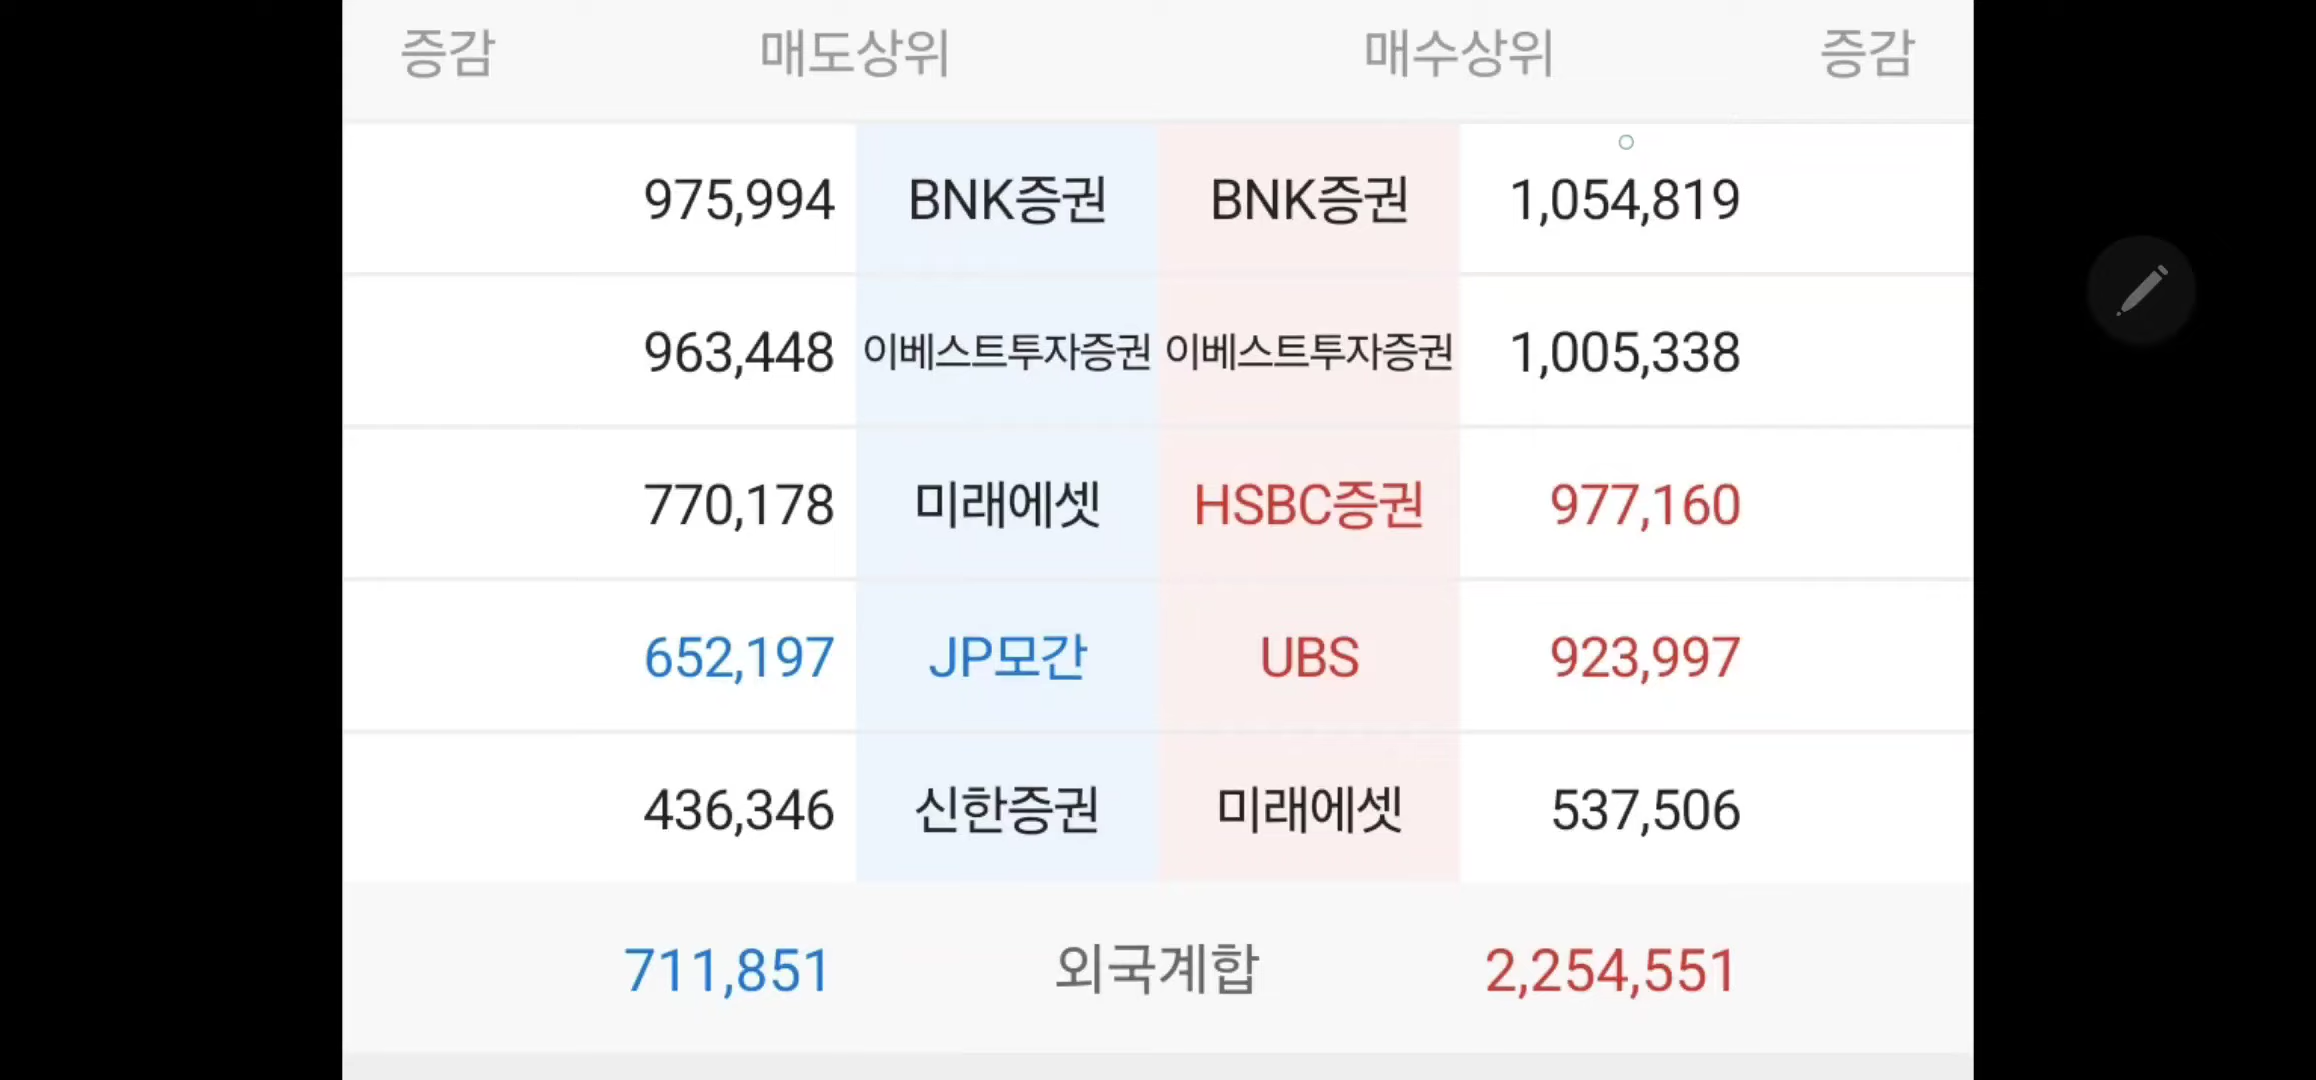 증감 매도상위 매수상위 증감
975,994 BNK증권 BNK증권 1,054,819
963,448 이베스트투자증권 이베스트투자증권 1,005,338
770,178 미래에셋 HSBC증권 977,160
652,197 JP모간 UBS 923,997
436,346 신한증권 미래에셋 537,506
711,851 외국계합 2,254,551